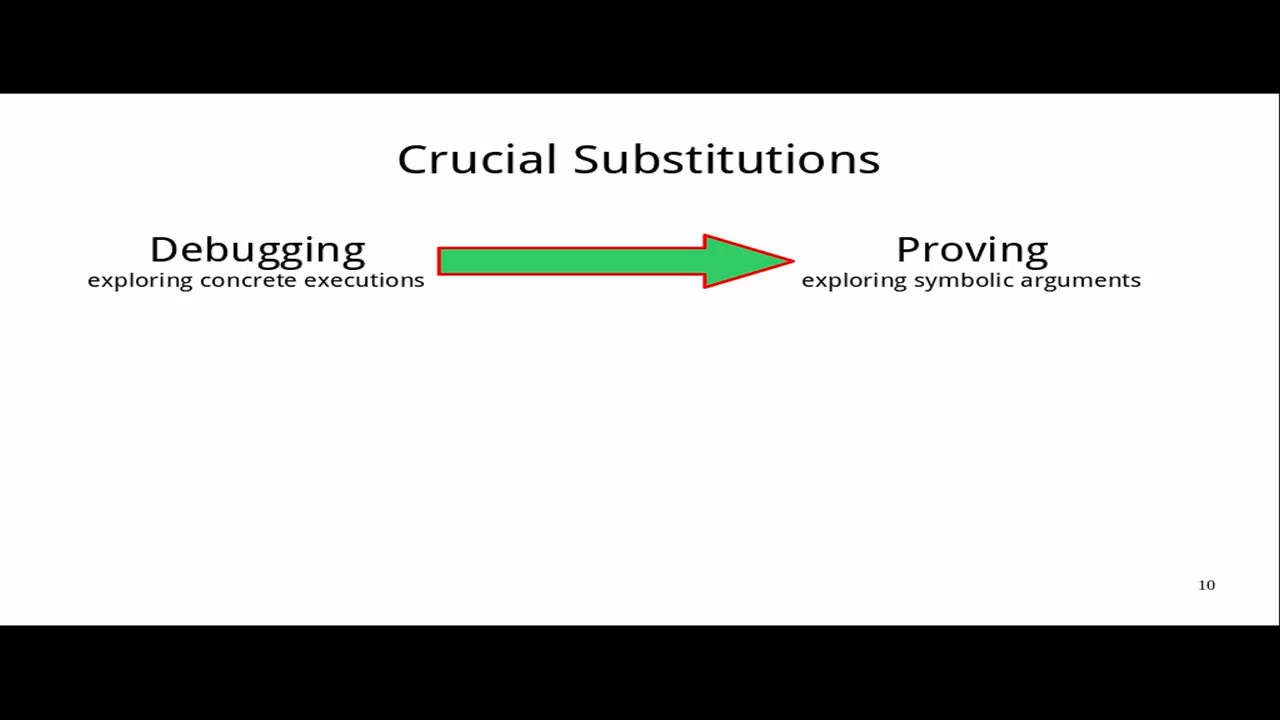 Crucial Substitutions
Debugging
exploring concrete executions
Proving
exploring symbolic arguments
10